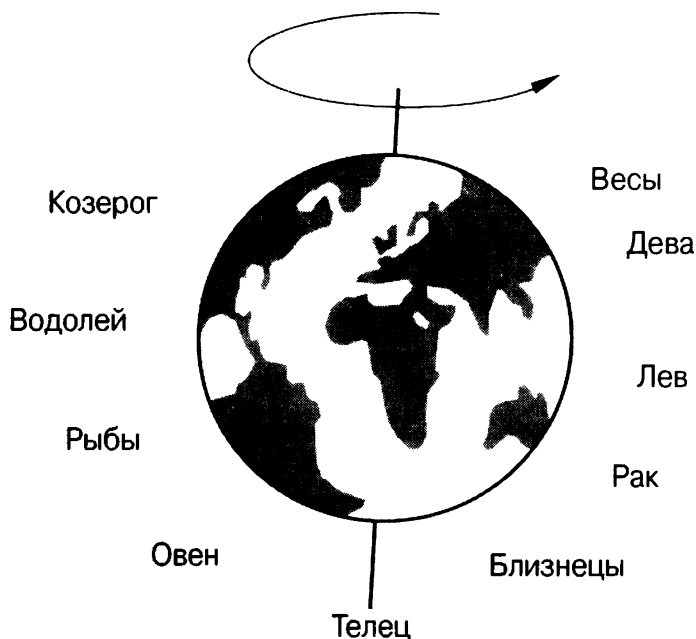 Весы
Козерог
Дева
Водолей
Лев
Рыбы
Рак
Овен
Близнецы
Телец